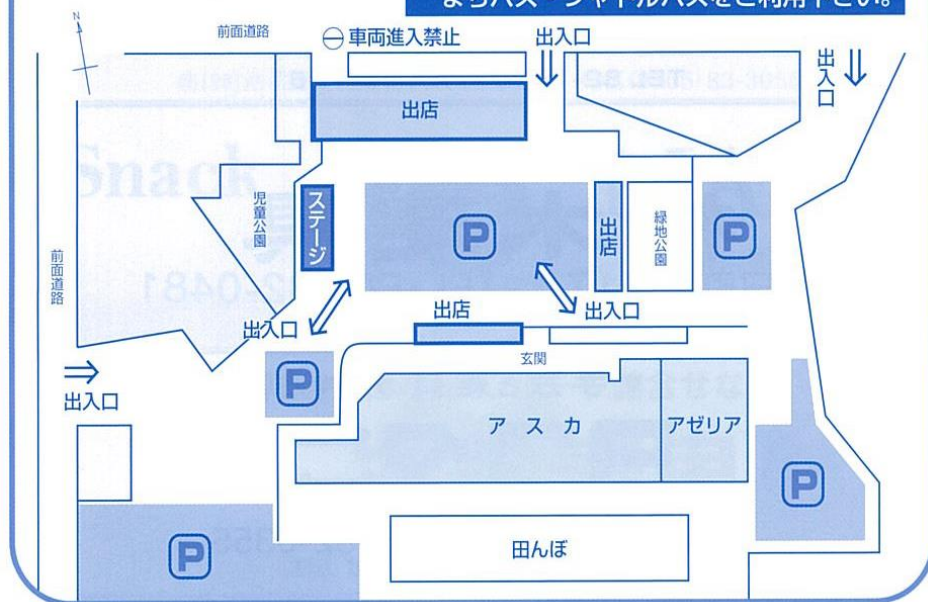 まちバス・シャトルバスをご利用下さい。
N
前面道路
車両進入禁止
出入口
出入口
出店
ステージ
児童公園
P
出店
緑地公園
P
前面道路
出入口
出店
出入口
玄関
P
出入口
アスカ
アゼリア
P
P
田んぼ